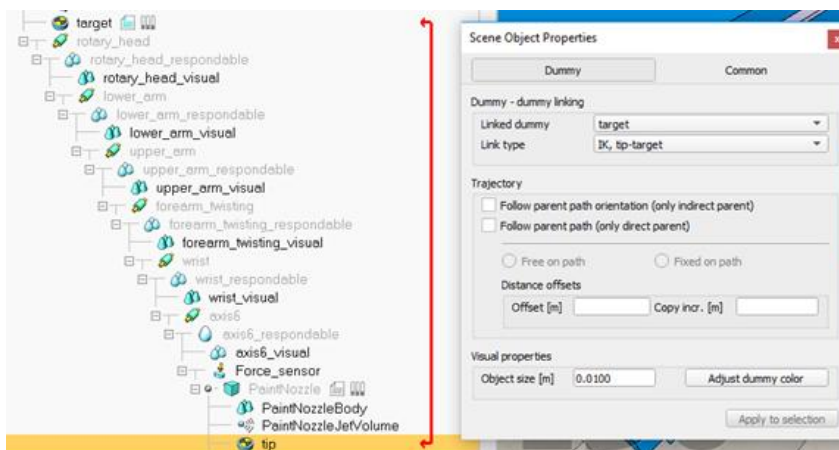 target
rotary_head
rotary_head_respondable
rotary_head_visual
lower_arm
lower_arm_respondable
lower_arm_visual
upper_arm
upper_arm_respondable
upper_arm_visual
forearm_twisting
forearm_twisting_respondable
forearm_twisting_visual
wrist
wrist_respondable
wrist_visual
axis6
axis6_respondable
axis6_visual
Force_sensor
PaintNozzle
PaintNozzleBody
PaintNozzleJetVolume
tip
Scene Object Properties
Dummy Common
Dummy - dummy linking
Linked dummy target
Link type IK, tip-target
Trajectory
Follow parent path orientation (only indirect parent)
Follow parent path (only direct parent)
Free on path Fixed on path
Distance offsets
Offset [m] Copy incr. [m]
Visual properties
Object size [m] 0.0100 Adjust dummy color
Apply to selection